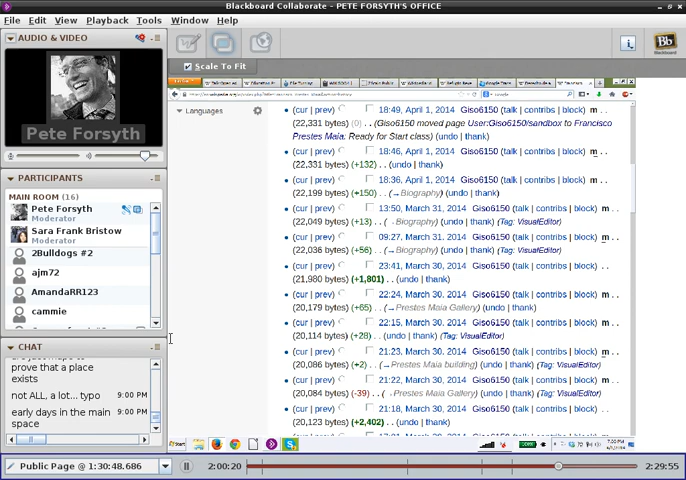 Blackboard Collaborate - PETE FORSYTH'S OFFICE
File Edit View Playback Tools Window Help
AUDIO & VIDEO
Pete Forsyth
PARTICIPANTS
MAIN ROOM (16)
Pete Forsyth
Moderator
Sara Frank Bristow
Moderator
2Bulldogs #2
ajm72
AmandaRR123
cammie
CHAT
prove that a place
exists
not ALL, a lot... typo 9:00 PM
early days in the main 9:00 PM
space
Scale To Fit
Bb
Languages
(cur | prev) 18:49, April 1, 2014 Giso6150 (talk | contribs | block) m . .
(22,331 bytes) (0) . . (Giso6150 moved page User:Giso6150/sandbox to Francisco
Prestes Maia: Ready for Start class) (undo | thank)
(cur | prev) 18:46, April 1, 2014 Giso6150 (talk | contribs | block) m . .
(22,331 bytes) (+132) . . (undo | thank)
(cur | prev) 18:36, April 1, 2014 Giso6150 (talk | contribs | block) m . .
(22,199 bytes) (+150) . . (→Biography) (undo | thank)
(cur | prev) 13:50, March 31, 2014 Giso6150 (talk | contribs | block) m . .
(22,049 bytes) (+13) . . (→Biography) (undo | thank) (Tag: VisualEditor)
(cur | prev) 09:27, March 31, 2014 Giso6150 (talk | contribs | block) m . .
(22,036 bytes) (+56) . . (→Biography) (undo | thank) (Tag: VisualEditor)
(cur | prev) 23:41, March 30, 2014 Giso6150 (talk | contribs | block) m . .
(21,980 bytes) (+1,801) . . (undo | thank)
(cur | prev) 22:24, March 30, 2014 Giso6150 (talk | contribs | block) m . .
(20,179 bytes) (+65) . . (→Prestes Maia Gallery) (undo | thank)
(cur | prev) 22:15, March 30, 2014 Giso6150 (talk | contribs | block) m . .
(20,114 bytes) (+28) . . (undo | thank) (Tag: VisualEditor)
(cur | prev) 21:23, March 30, 2014 Giso6150 (talk | contribs | block) m . .
(20,086 bytes) (+2) . . (→Prestes Maia building) (undo | thank) (Tag: VisualEditor)
(cur | prev) 21:22, March 30, 2014 Giso6150 (talk | contribs | block) m . .
(20,084 bytes) (-39) . . (→Prestes Maia Gallery) (undo | thank) (Tag: VisualEditor)
(cur | prev) 21:18, March 30, 2014 Giso6150 (talk | contribs | block) m . .
(20,123 bytes) (+2,402) . . (undo | thank)
Start
7:00 PM
Public Page @ 1:30:48.686 2:00:20 2:29:55